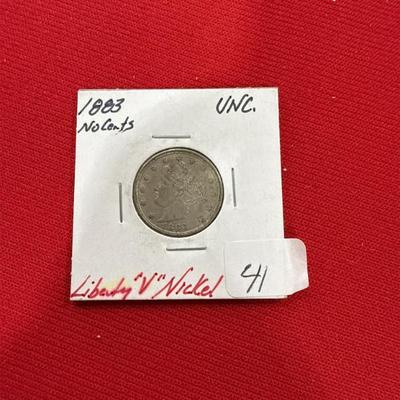 1883 UNC.
No Cents
Liberty "V" Nickel
41